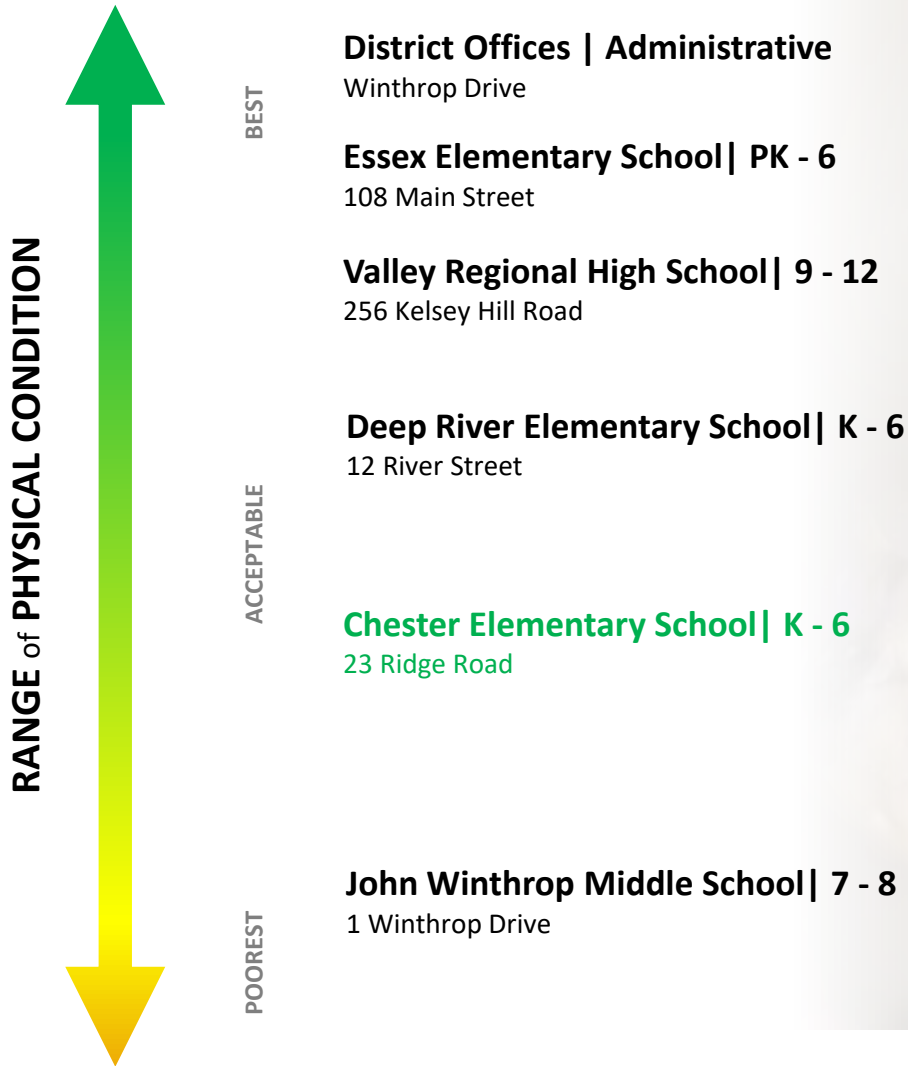 RANGE of PHYSICAL CONDITION
BEST
District Offices | Administrative
Winthrop Drive
Essex Elementary School| PK - 6
108 Main Street
Valley Regional High School| 9 - 12
256 Kelsey Hill Road
Deep River Elementary School| K - 6
12 River Street
ACCEPTABLE
Chester Elementary School| K - 6
23 Ridge Road
John Winthrop Middle School| 7 - 8
1 Winthrop Drive
POOREST